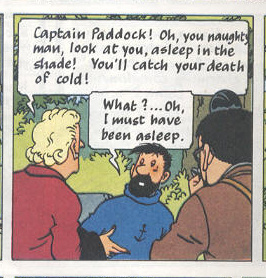 Captain Paddock! Oh, you naughty
man, look at you, asleep in the
shade! You'll catch your death
of cold!
What?...Oh,
I must have
been asleep.